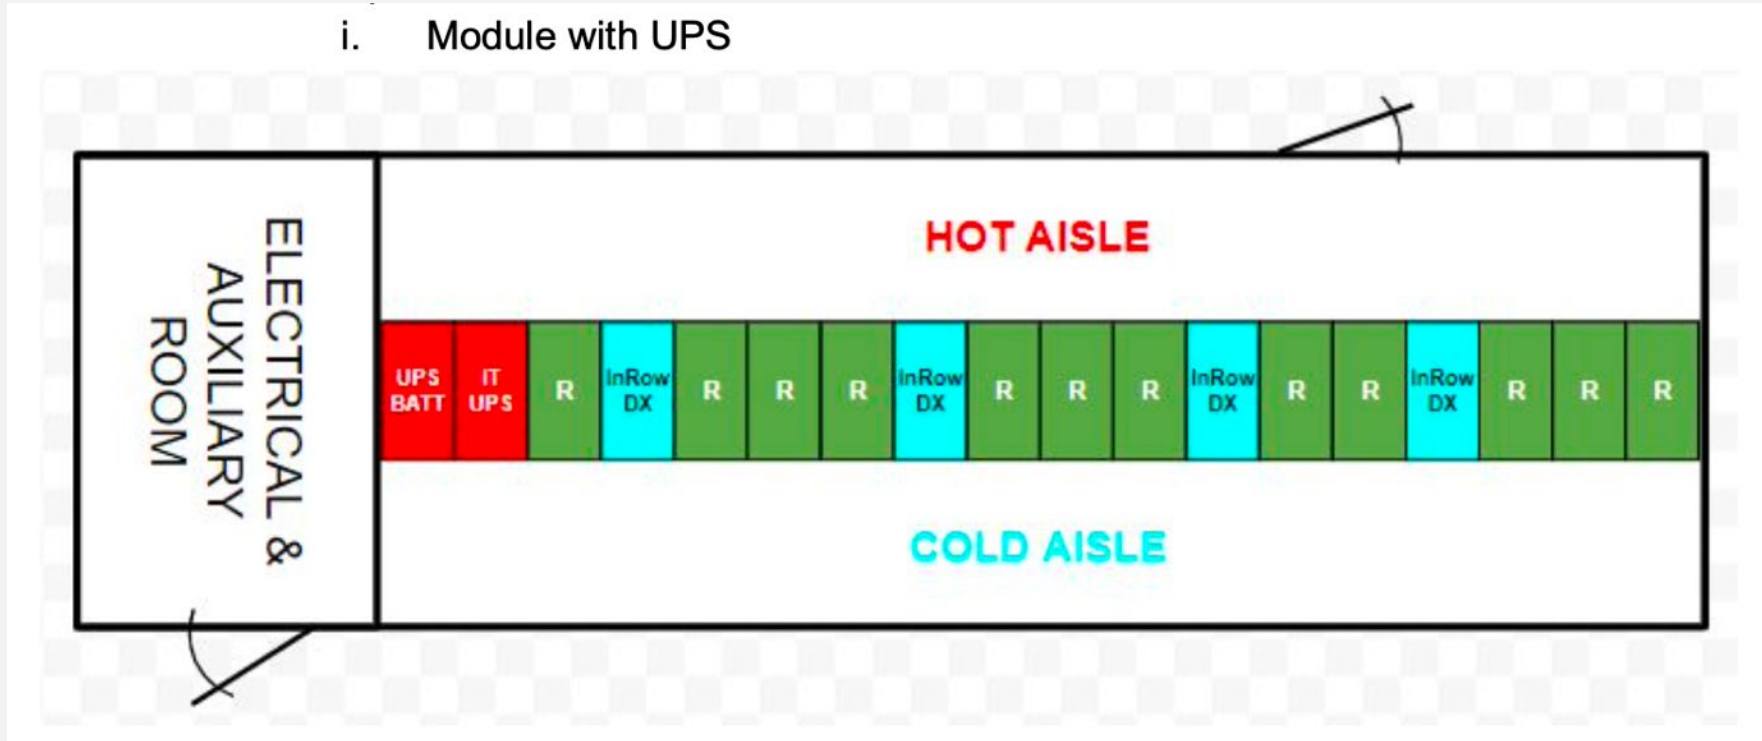 i. Module with UPS
HOT AISLE
ELECTRICAL &
AUXILIARY
ROOM
UPS
BATT
IT
UPS
R
InRow
DX
R
R
R
InRow
DX
R
R
R
InRow
DX
R
R
InRow
DX
R
R
R
COLD AISLE